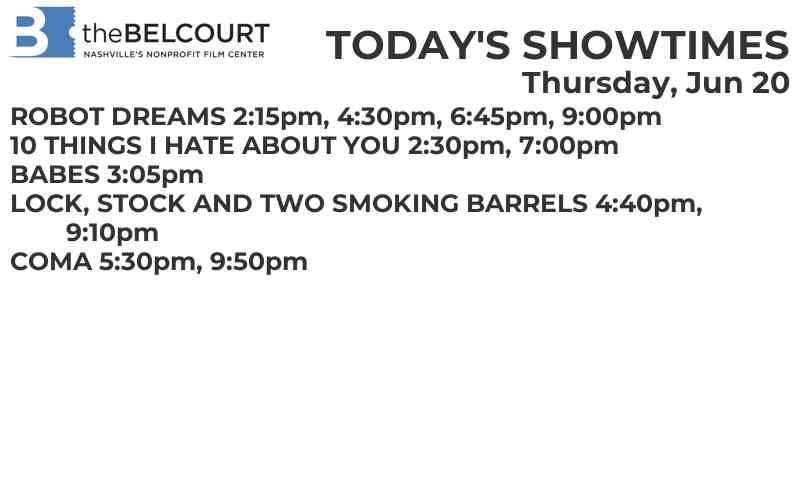 B theBELCOURT
NASHVILLE'S NONPROFIT FILM CENTER
TODAY'S SHOWTIMES
Thursday, Jun 20
ROBOT DREAMS 2:15pm, 4:30pm, 6:45pm, 9:00pm
10 THINGS I HATE ABOUT YOU 2:30pm, 7:00pm
BABES 3:05pm
LOCK, STOCK AND TWO SMOKING BARRELS 4:40pm,
9:10pm
COMA 5:30pm, 9:50pm